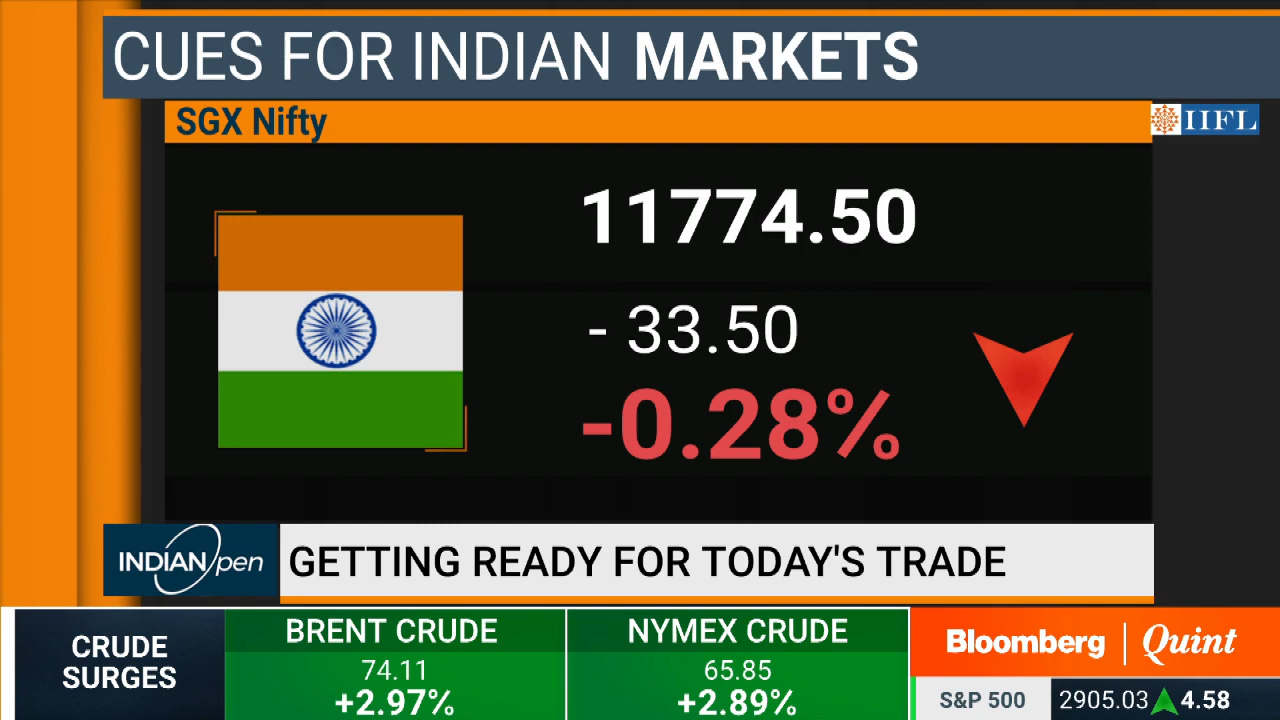 CUES FOR INDIAN MARKETS
SGX Nifty
IIFL
11774.50
- 33.50
-0.28%
INDIAN Open
GETTING READY FOR TODAY'S TRADE
CRUDE
SURGES
BRENT CRUDE
74.11
+2.97%
NYMEX CRUDE
65.85
+2.89%
Bloomberg | Quint
S&P 500
2905.03 4.58